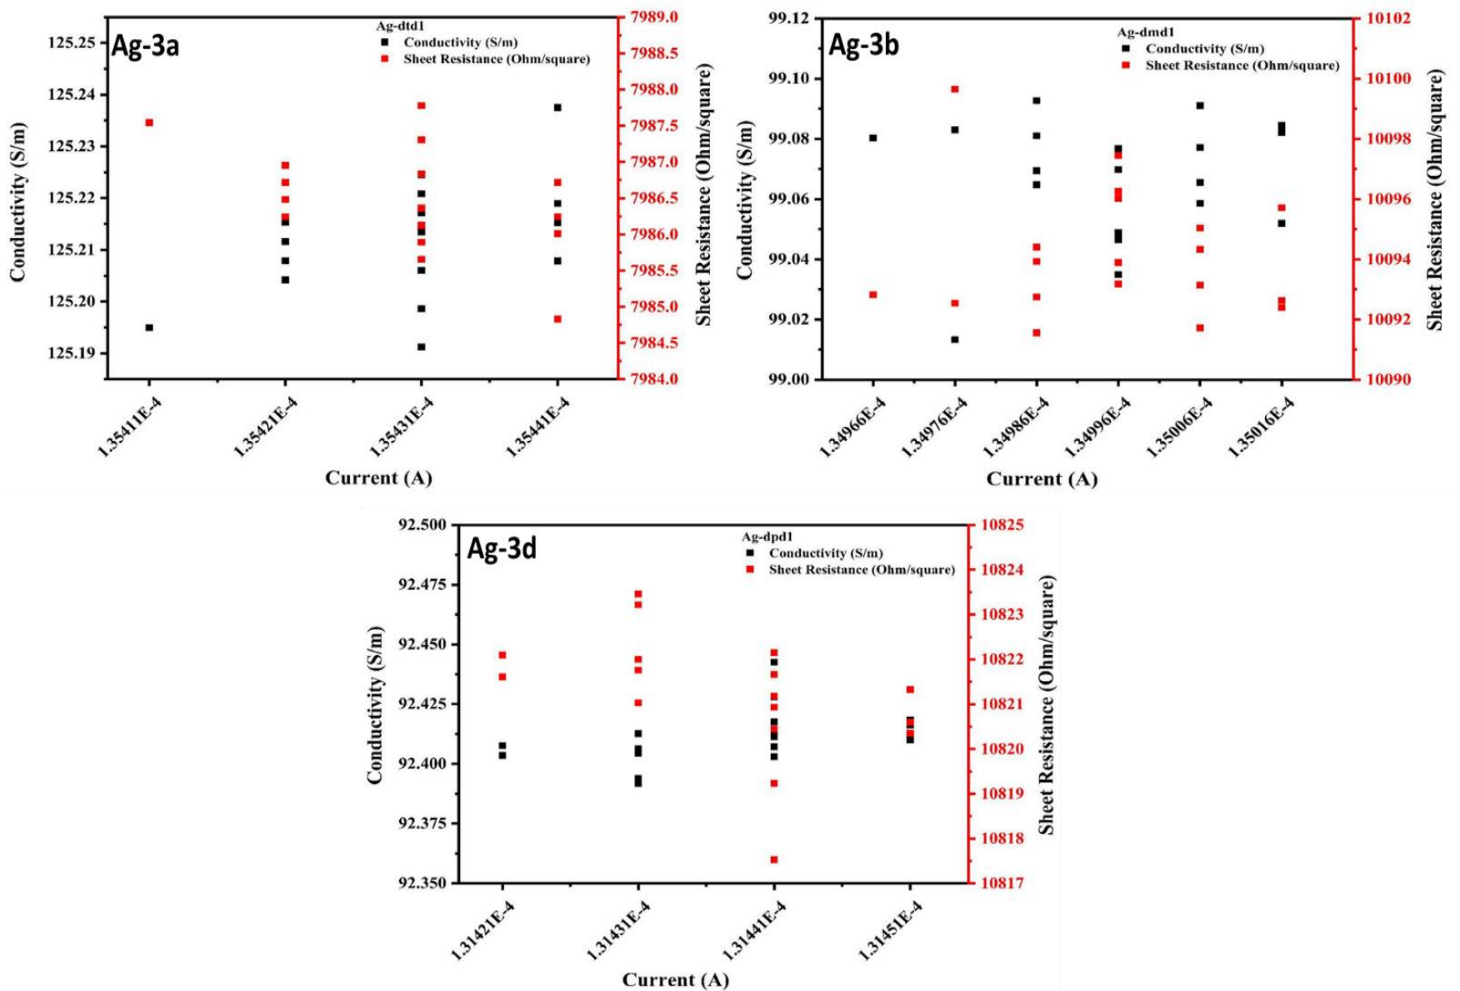 Ag-3a
Ag-dtd1
Conductivity (S/m)
Sheet Resistance (Ohm/square)
125.25
125.24
125.23
125.22
125.21
125.20
125.19
Conductivity (S/m)
7989.0
7988.5
7988.0
7987.5
7987.0
7986.5
7986.0
7985.5
7985.0
7984.5
7984.0
Sheet Resistance (Ohm/square)
1.35411E-4
1.35421E-4
1.35431E-4
1.35441E-4
Current (A)
Ag-3b
Ag-dmd1
Conductivity (S/m)
Sheet Resistance (Ohm/square)
99.12
99.10
99.08
99.06
99.04
99.02
99.00
Conductivity (S/m)
10102
10100
10098
10096
10094
10092
10090
Sheet Resistance (Ohm/square)
1.34966E-4
1.34976E-4
1.34986E-4
1.34996E-4
1.35006E-4
1.35016E-4
Current (A)
Ag-3d
Ag-dpd1
Conductivity (S/m)
Sheet Resistance (Ohm/square)
92.500
92.475
92.450
92.425
92.400
92.375
92.350
Conductivity (S/m)
10825
10824
10823
10822
10821
10820
10819
10818
10817
Sheet Resistance (Ohm/square)
1.31421E-4
1.31431E-4
1.31441E-4
1.31451E-4
Current (A)